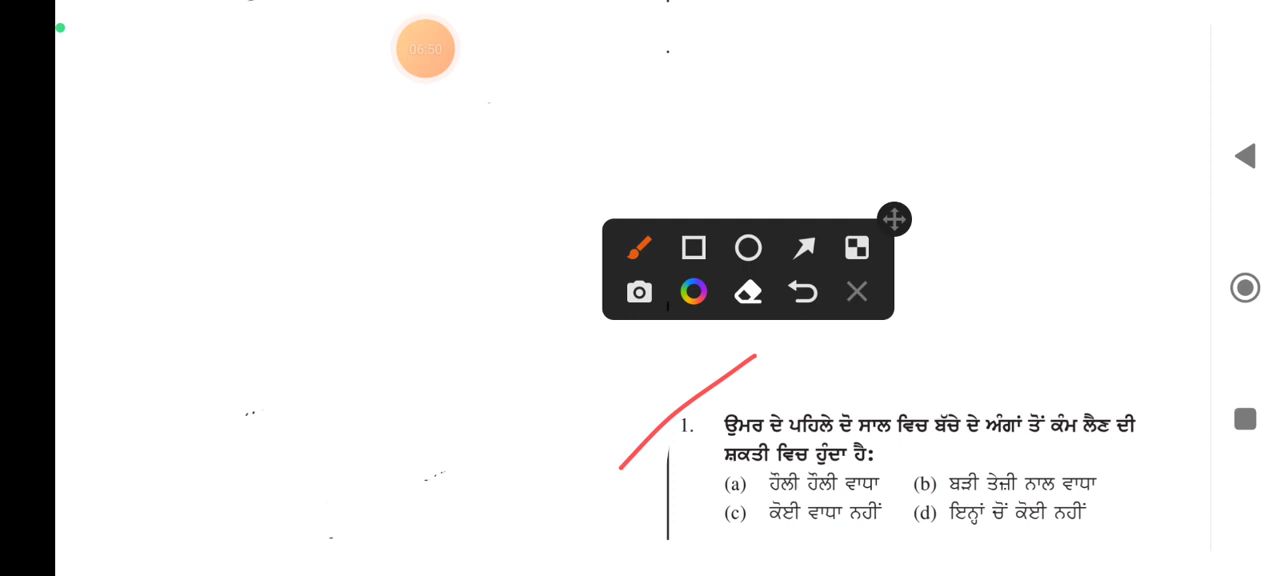 06:50
1. ਉਮਰ ਦੇ ਪਹਿਲੇ ਦੋ ਸਾਲ ਵਿਚ ਬੱਚੇ ਦੇ ਅੰਗਾਂ ਤੋਂ ਕੰਮ ਲੈਣ ਦੀ
ਸ਼ਕਤੀ ਵਿਚ ਹੁੰਦਾ ਹੈ:
(a) ਹੌਲੀ ਹੌਲੀ ਵਾਧਾ (b) ਬੜੀ ਤੇਜ਼ੀ ਨਾਲ ਵਾਧਾ
(c) ਕੋਈ ਵਾਧਾ ਨਹੀਂ (d) ਇਨ੍ਹਾਂ ਚੋਂ ਕੋਈ ਨਹੀਂ